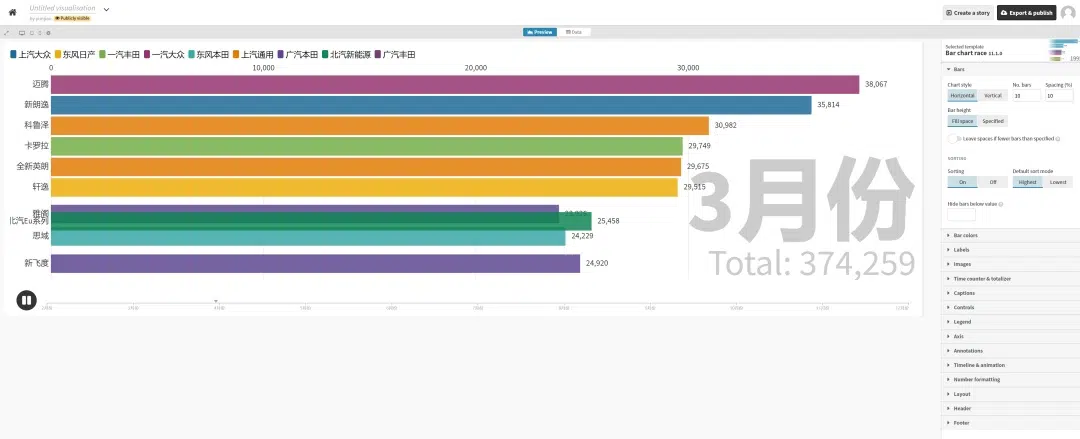 Untitled visualisation
Publicly visible
Create a story
Export & publish
Preview
Data
上汽大众 东风日产 一汽丰田 一汽大众 东风本田 上汽通用 广汽本田 北汽新能源 广汽丰田
0 10,000 20,000 30,000
迈腾 38,067
新朗逸 35,814
科鲁泽 30,982
卡罗拉 29,749
全新英朗 29,675
轩逸 29,515
雅阁
北汽Eu系列 25,458
思域 24,229
新飞度 24,920
3月份
Total: 374,259
Selected template
Bar chart race 11.1.0
Bars
Chart style No. bars Spacing (%)
Horizontal Vertical 10 10
Bar height
Fill space Specified
Leave spaces if fewer bars than specified
SORTING
Sorting Default sort mode
On Off Highest Lowest
Hide bars below value
Bar colors
Labels
Images
Time counter & totalizer
Captions
Controls
Legend
Axis
Annotations
Timeline & animation
Number formatting
Layout
Header
Footer